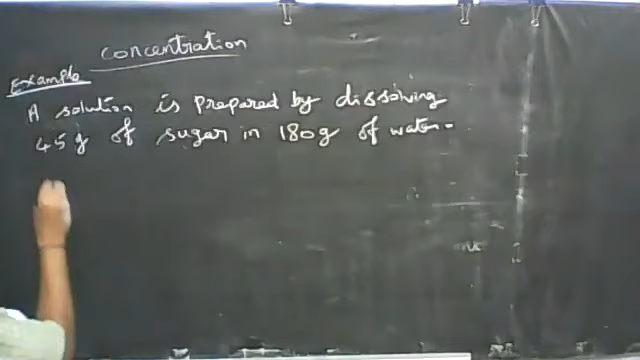 Concentration
Example
A solution is prepared by dissolving
45g of sugar in 180g of water.